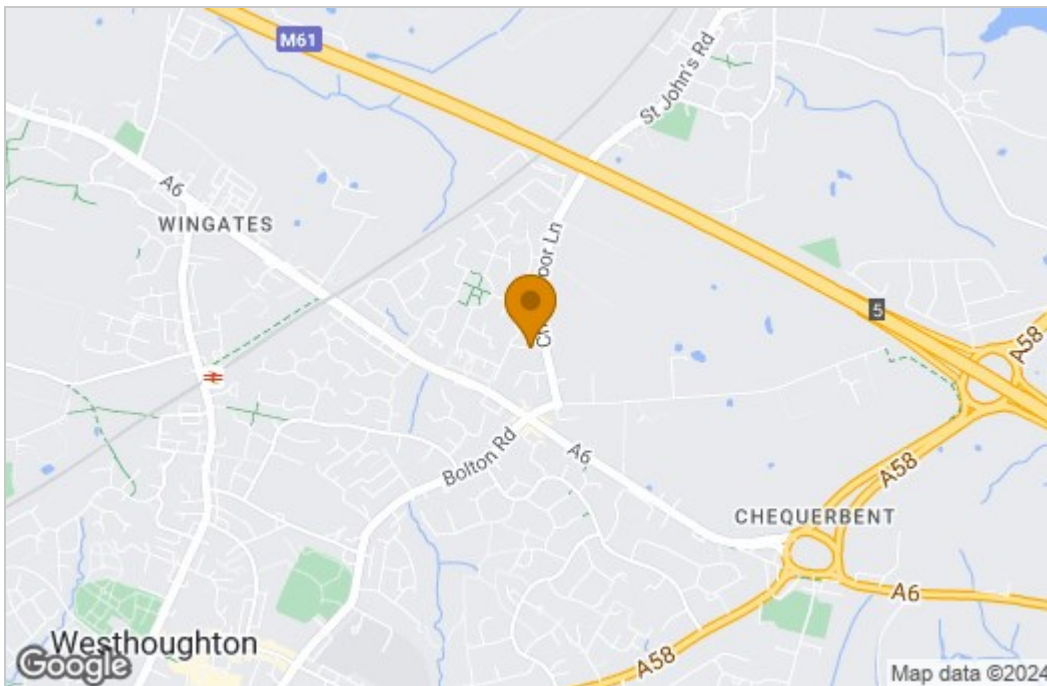 M61
St John's Rd
A6
WINGATES
5
A58
Bolton Rd
A6
A58
CHEQUERBENT
A6
Westhoughton
A58
Google
Map data ©2024